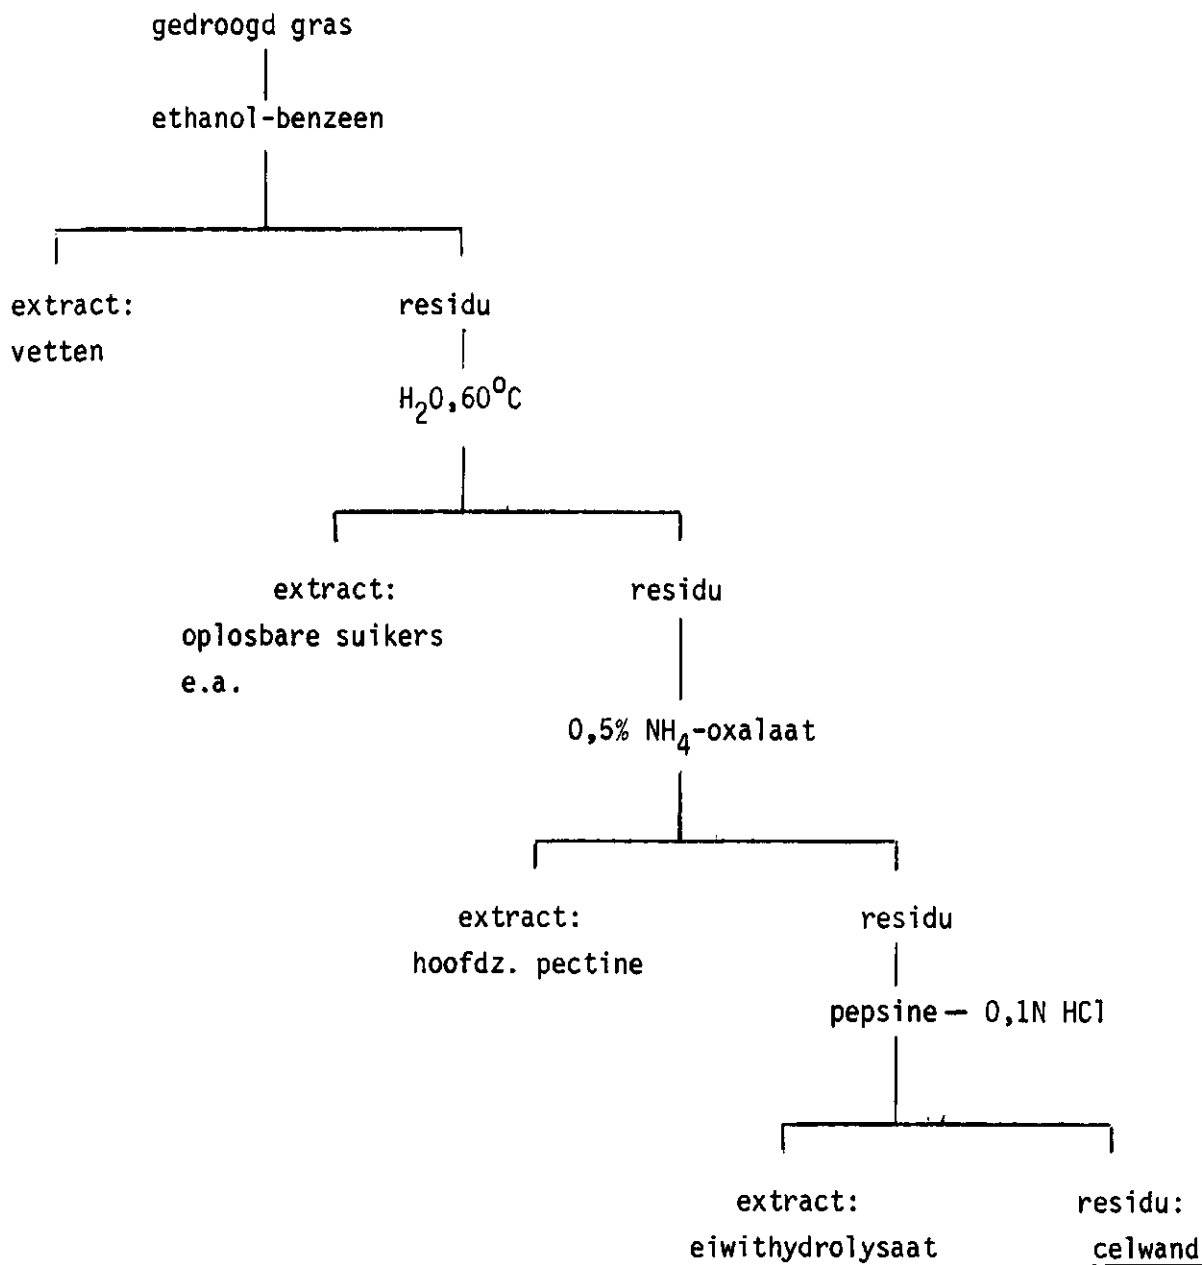 gedroogd gras
ethanol-benzeen
extract:
vetten
residu
H₂O,60°C
extract:
oplosbare suikers
e.a.
residu
0,5% NH₄-oxalaat
extract:
hoofdz. pectine
residu
pepsine — 0,1N HCl
extract:
eiwithydrolysaat
residu:
celwand